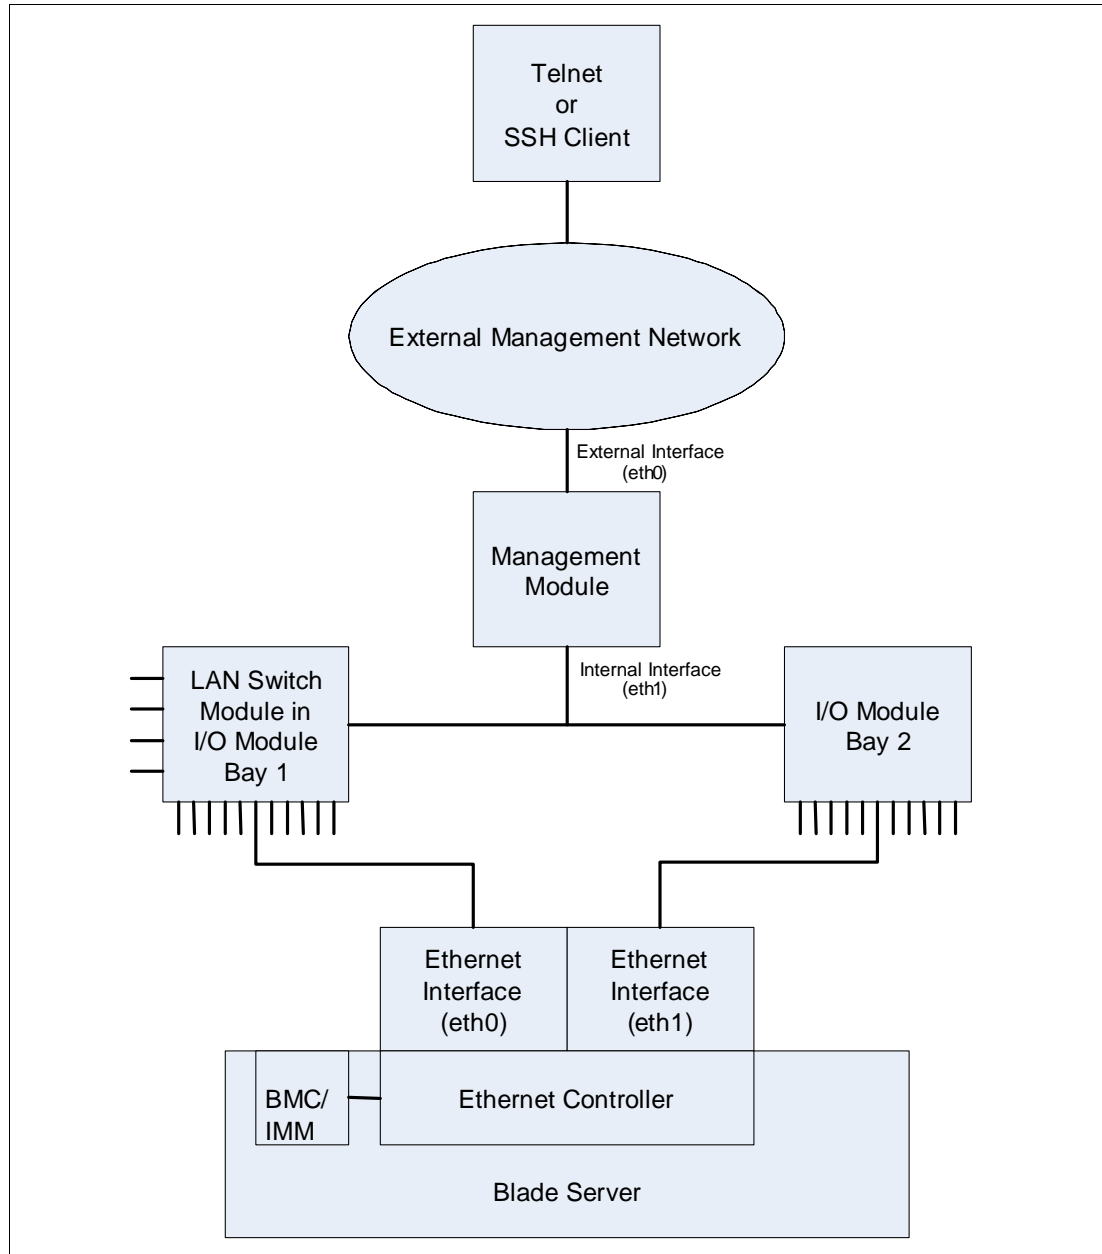 Telnet
or
SSH Client
External Management Network
External Interface
(eth0)
Management
Module
Internal Interface
(eth1)
LAN Switch
Module in
I/O Module
Bay 1
I/O Module
Bay 2
Ethernet
Interface
(eth0)
Ethernet
Interface
(eth1)
BMC/
IMM
Ethernet Controller
Blade Server